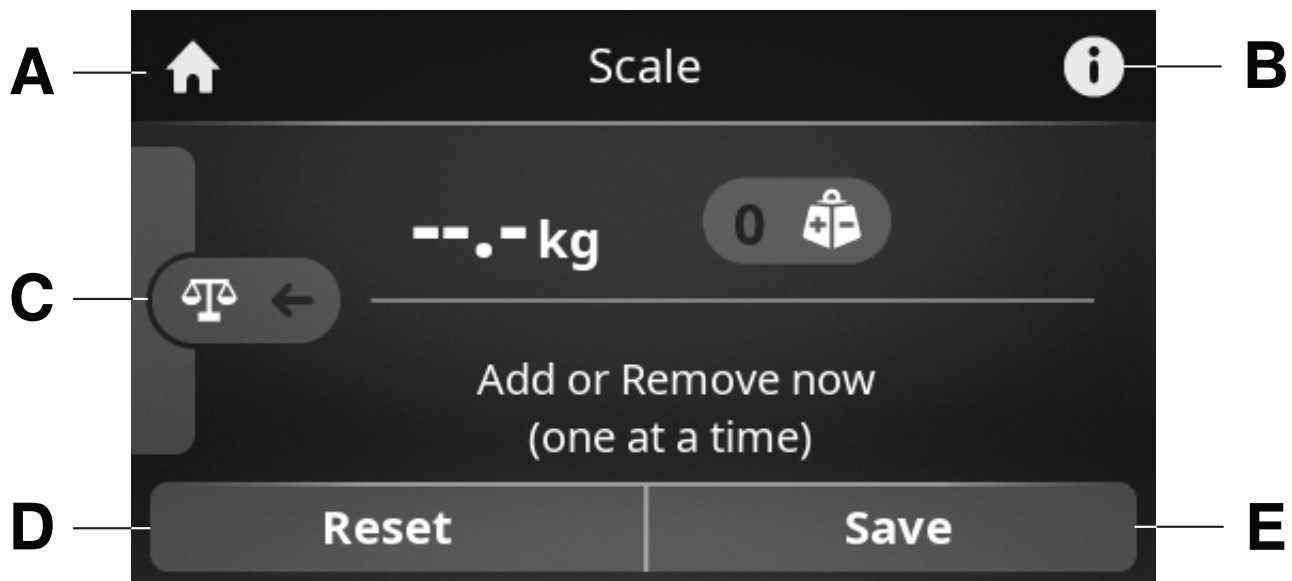 A
Scale
B
--.- kg
0
C
Add or Remove now
(one at a time)
D
Reset
Save
E